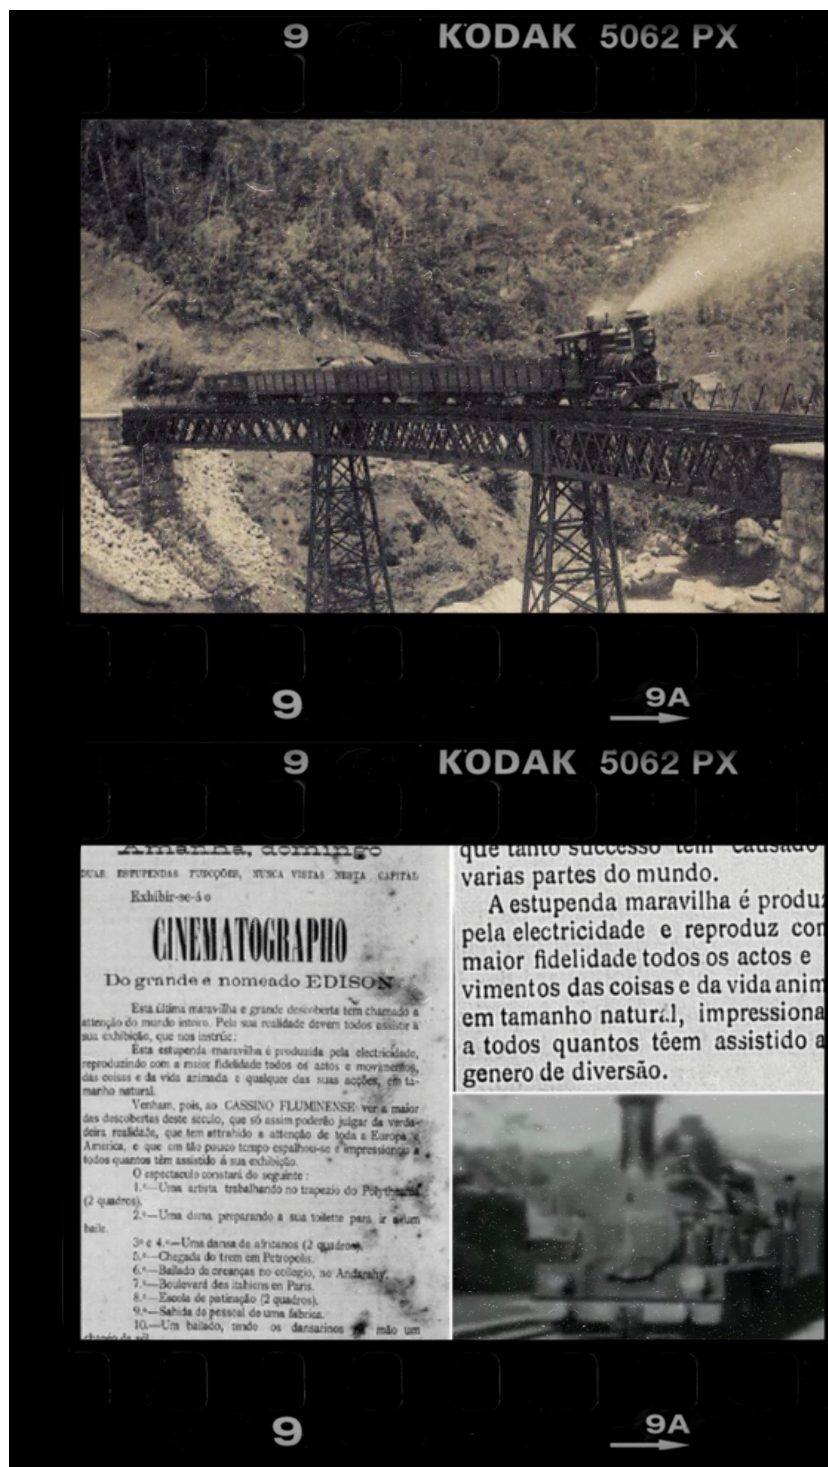 9 KODAK 5062 PX
9 9A
9 KODAK 5062 PX
Amanhã, domingo
DUAS ESTUPENDAS FUNCÇÕES, NUNCA VISTAS NESTA CAPITAL
Exhibir-se-á o
CINEMATOGRAPHO
Do grande e nomeado EDISON
Esta última maravilha e grande descoberta têm chamado a
attenção do mundo inteiro. Pela sua realidade devem todos assistir á
sua exhibição, que nos instrúe:
Esta estupenda maravilha é produzida pela electricidade,
reproduzindo com a maior fidelidade todos os actos e movimentos,
das coisas e da vida animada e qualquer das suas acções, em ta-
manho natural.
Venham, pois, ao CASSINO FLUMINENSE ver a maior
das descobertas deste seculo, que só assim poderão julgar da verda-
deira realidade, que tem attrahido a attenção de toda a Europa e
America, e que em tão pouco tempo espalhou-se e impressionou a
todos quantos têm assistido á sua exhibição.
O espectaculo constará do seguinte:
1.º—Uma artista trabalhando no trapezio do Polytheama
(2 quadros).
2.º—Uma dama preparando a sua toilette para ir a um
baile.
3º e 4.º—Uma dansa de africanos (2 quadros).
5.º—Chegada do trem em Petropolis.
6.º—Bailado de creanças no collegio, no Andarahy.
7.º—Boulevard des italiens en Paris.
8.º—Escola de patinação (2 quadros).
9.º—Sahida do pessoal de uma fabrica.
10.—Um bailado, tendo os dansarinos na mão um
chapéo de sól
que tanto successo tem causado
varias partes do mundo.
A estupenda maravilha é produz
pela electricidade e reproduz con
maior fidelidade todos os actos e
vimentos das coisas e da vida anim
em tamanho natural, impressiona
a todos quantos têem assistido a
genero de diversão.
9 9A